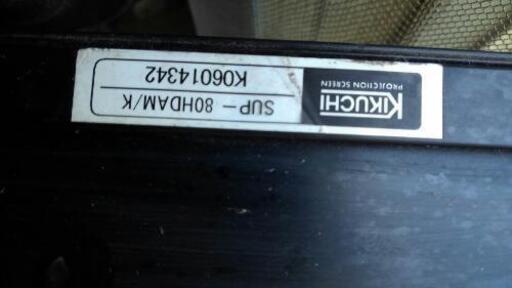 KIKUCHI
PROJECTION SCREEN
SUP-80HDAM/K
K06014342